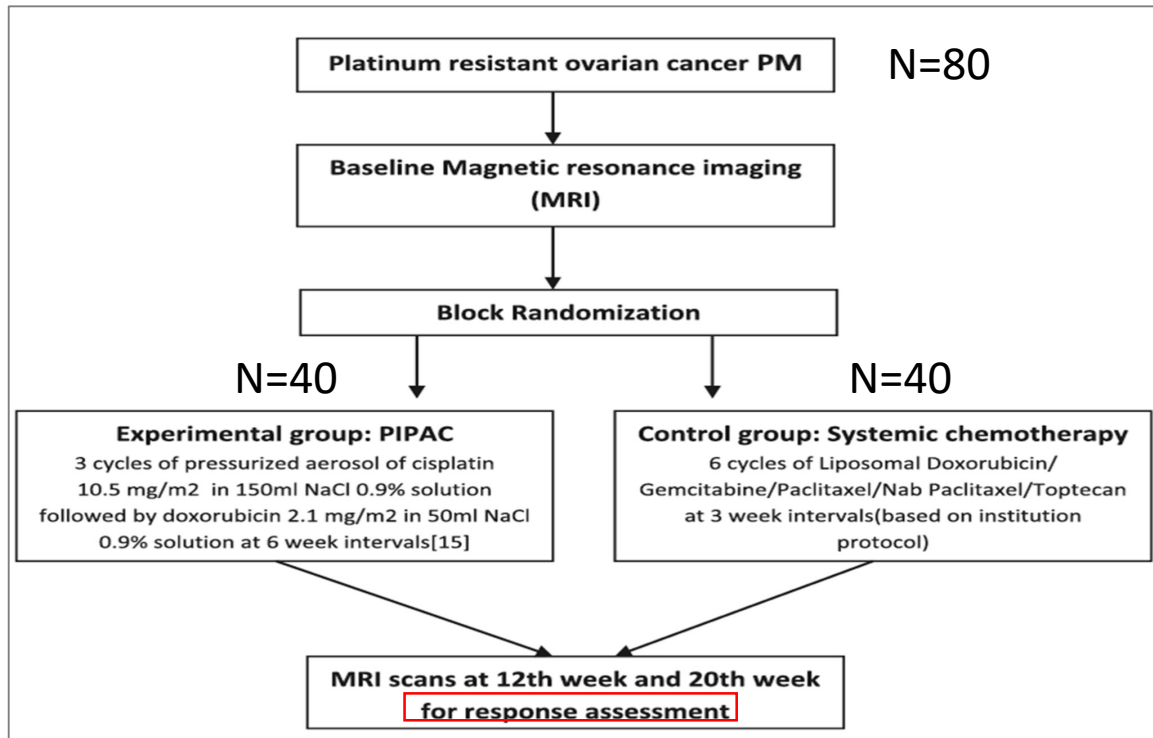 Platinum resistant ovarian cancer PM
N=80
Baseline Magnetic resonance imaging
(MRI)
Block Randomization
N=40
N=40
Experimental group: PIPAC
3 cycles of pressurized aerosol of cisplatin
10.5 mg/m2 in 150ml NaCl 0.9% solution
followed by doxorubicin 2.1 mg/m2 in 50ml NaCl
0.9% solution at 6 week intervals[15]
Control group: Systemic chemotherapy
6 cycles of Liposomal Doxorubicin/
Gemcitabine/Paclitaxel/Nab Paclitaxel/Toptecan
at 3 week intervals(based on institution
protocol)
MRI scans at 12th week and 20th week
for response assessment